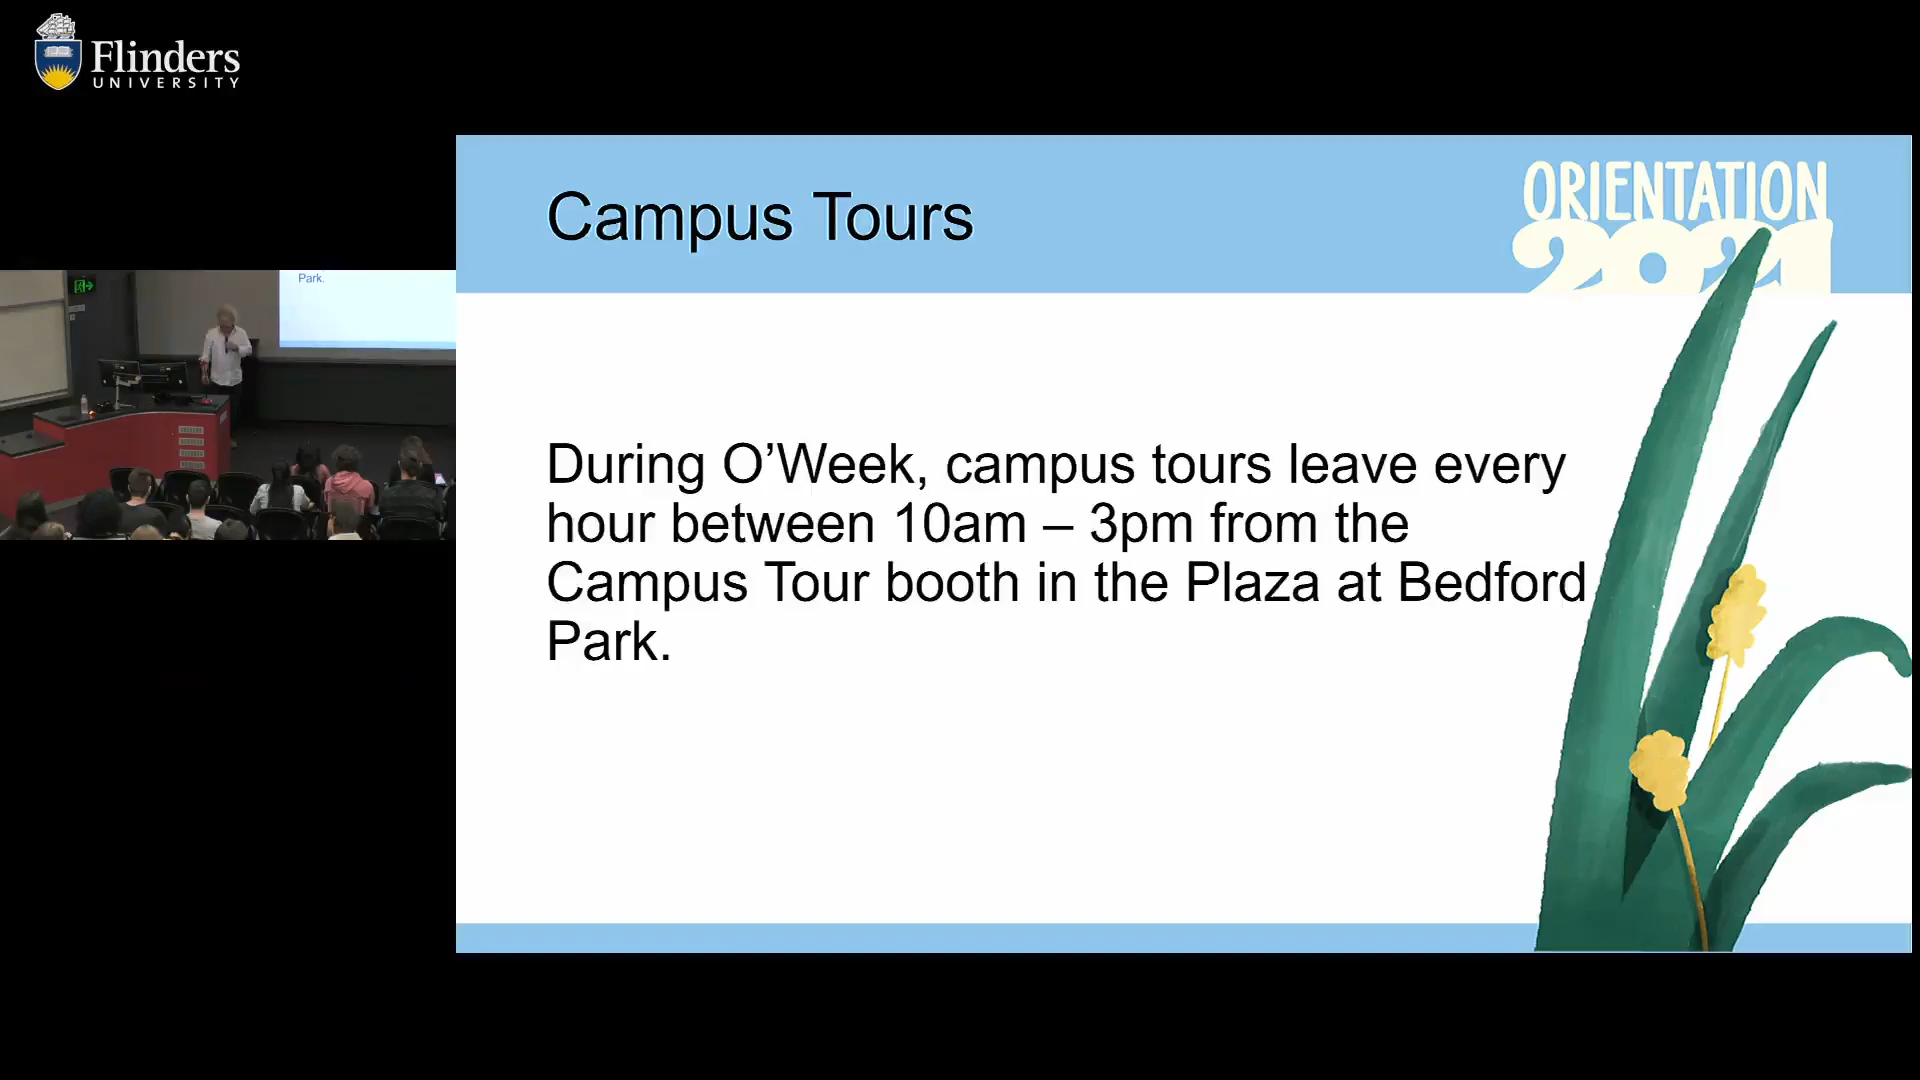 Flinders
UNIVERSITY
Campus Tours
ORIENTATION
2021
Park.
During O’Week, campus tours leave every
hour between 10am – 3pm from the
Campus Tour booth in the Plaza at Bedford
Park.